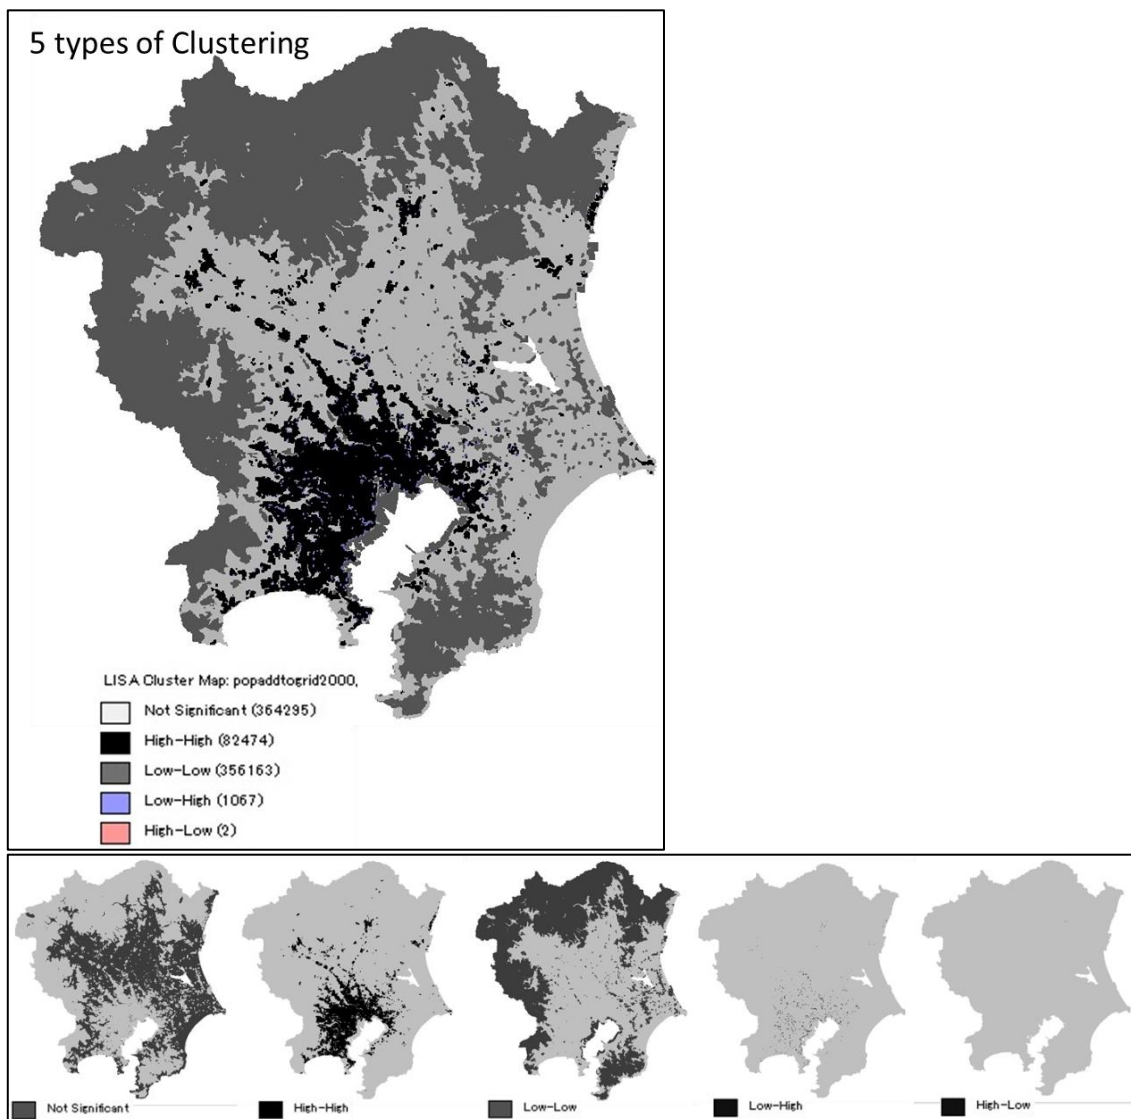 5 types of Clustering
LISA Cluster Map: popaddtogrid2000,
Not Significant (364295)
High-High (82474)
Low-Low (356163)
Low-High (1067)
High-Low (2)
Not Significant
High-High
Low-Low
Low-High
High-Low